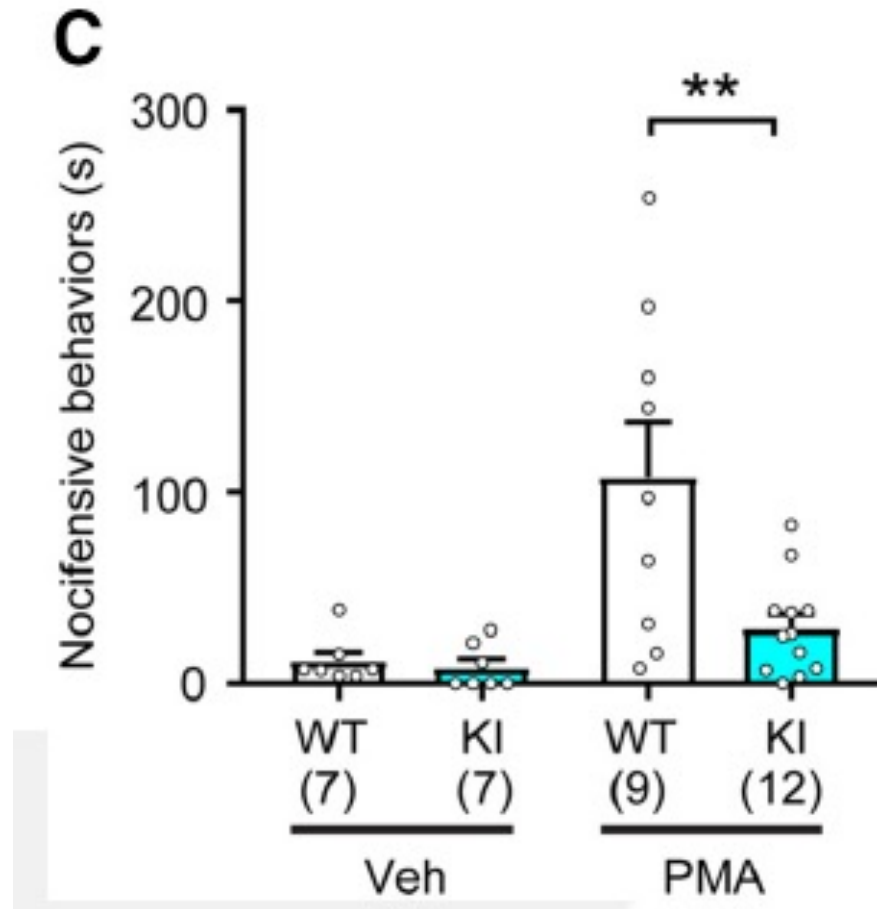 C
Nocifensive behaviors (s)
300
200
100
0
**
WT KI WT KI
(7) (7) (9) (12)
Veh PMA